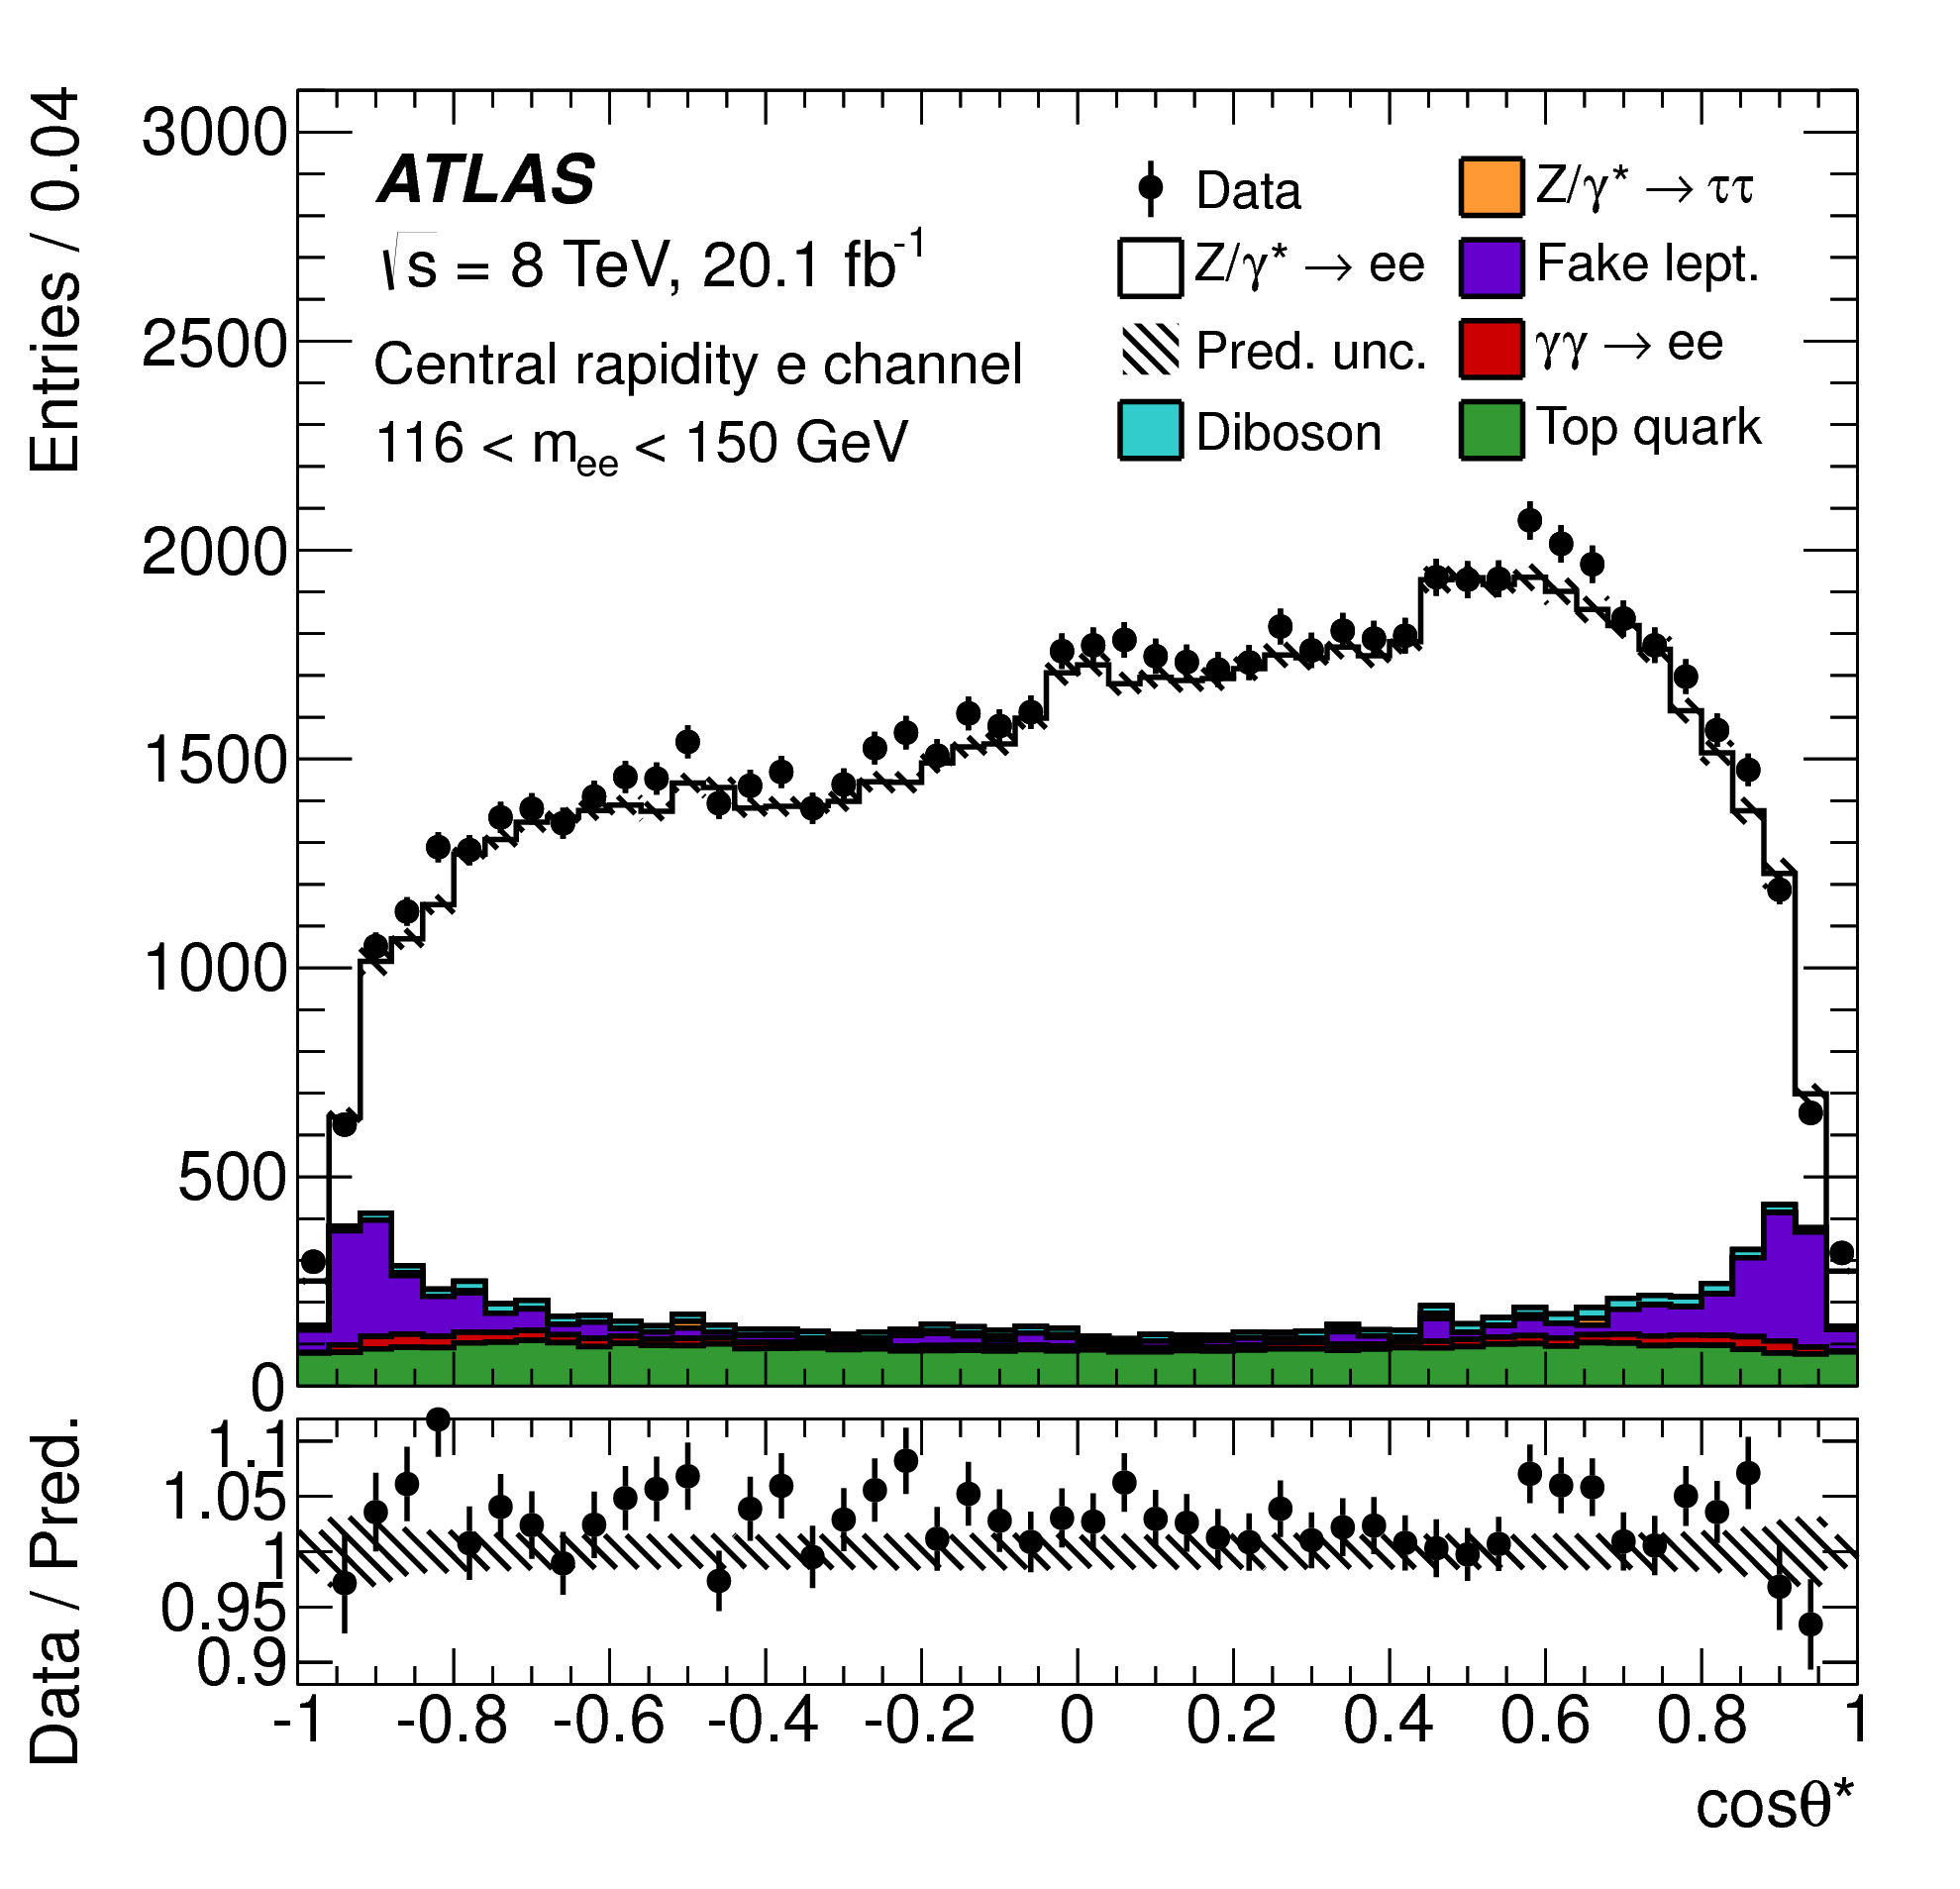 Entries / 0.04
3000
2500
2000
1500
1000
500
0
ATLAS
√s = 8 TeV, 20.1 fb⁻¹
Central rapidity e channel
116 < mₑₑ < 150 GeV
Data
Z/γ* → ee
Pred. unc.
Diboson
Z/γ* → ττ
Fake lept.
γγ → ee
Top quark
Data / Pred.
1.1
1.05
1
0.95
0.9
-1 -0.8 -0.6 -0.4 -0.2 0 0.2 0.4 0.6 0.8 1
cosθ*